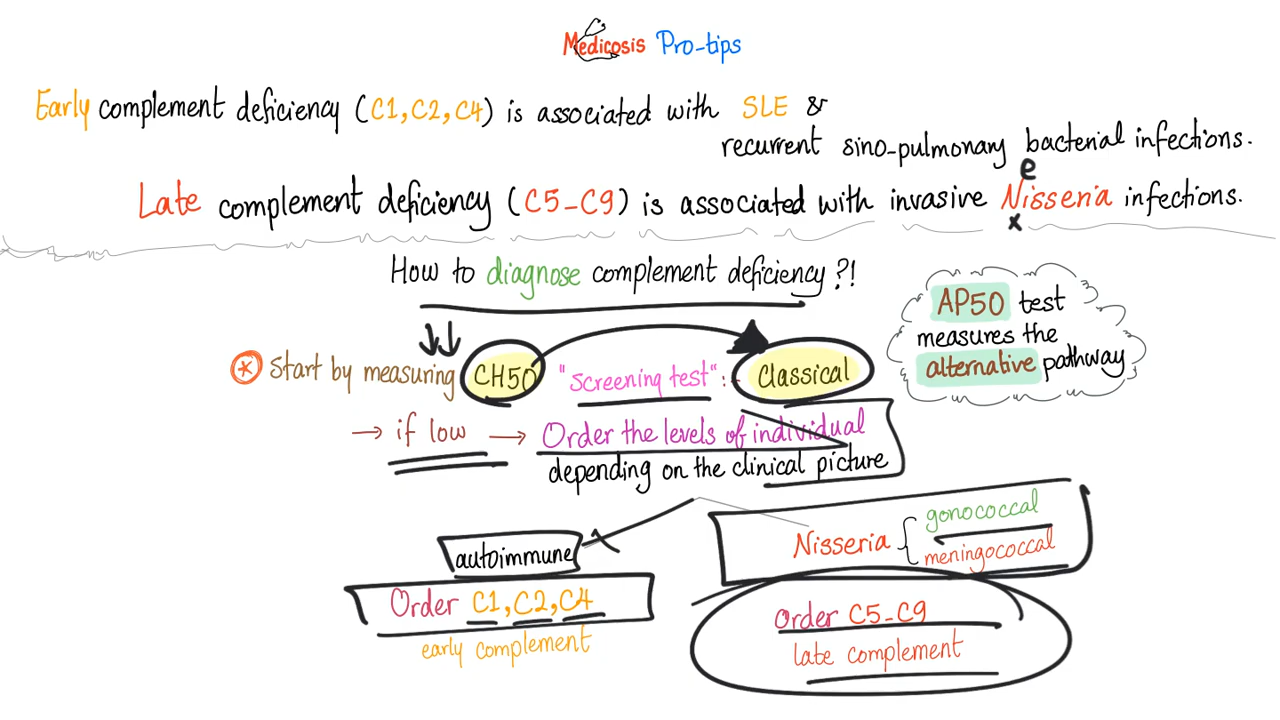 Medicosis Pro-tips
Early complement deficiency (C1, C2, C4) is associated with SLE &
recurrent sino-pulmonary bacterial infections.
e
Late complement deficiency (C5-C9) is associated with invasive Nisseria infections.
x
How to diagnose complement deficiency ?!
AP50 test
measures the
alternative pathway
* Start by measuring CH50 "screening test" :- Classical
→ if low → Order the levels of individual
depending on the clinical picture
autoimmune
Order C1, C2, C4
early complement
Nisseria { gonococcal
meningococcal
Order C5-C9
late complement